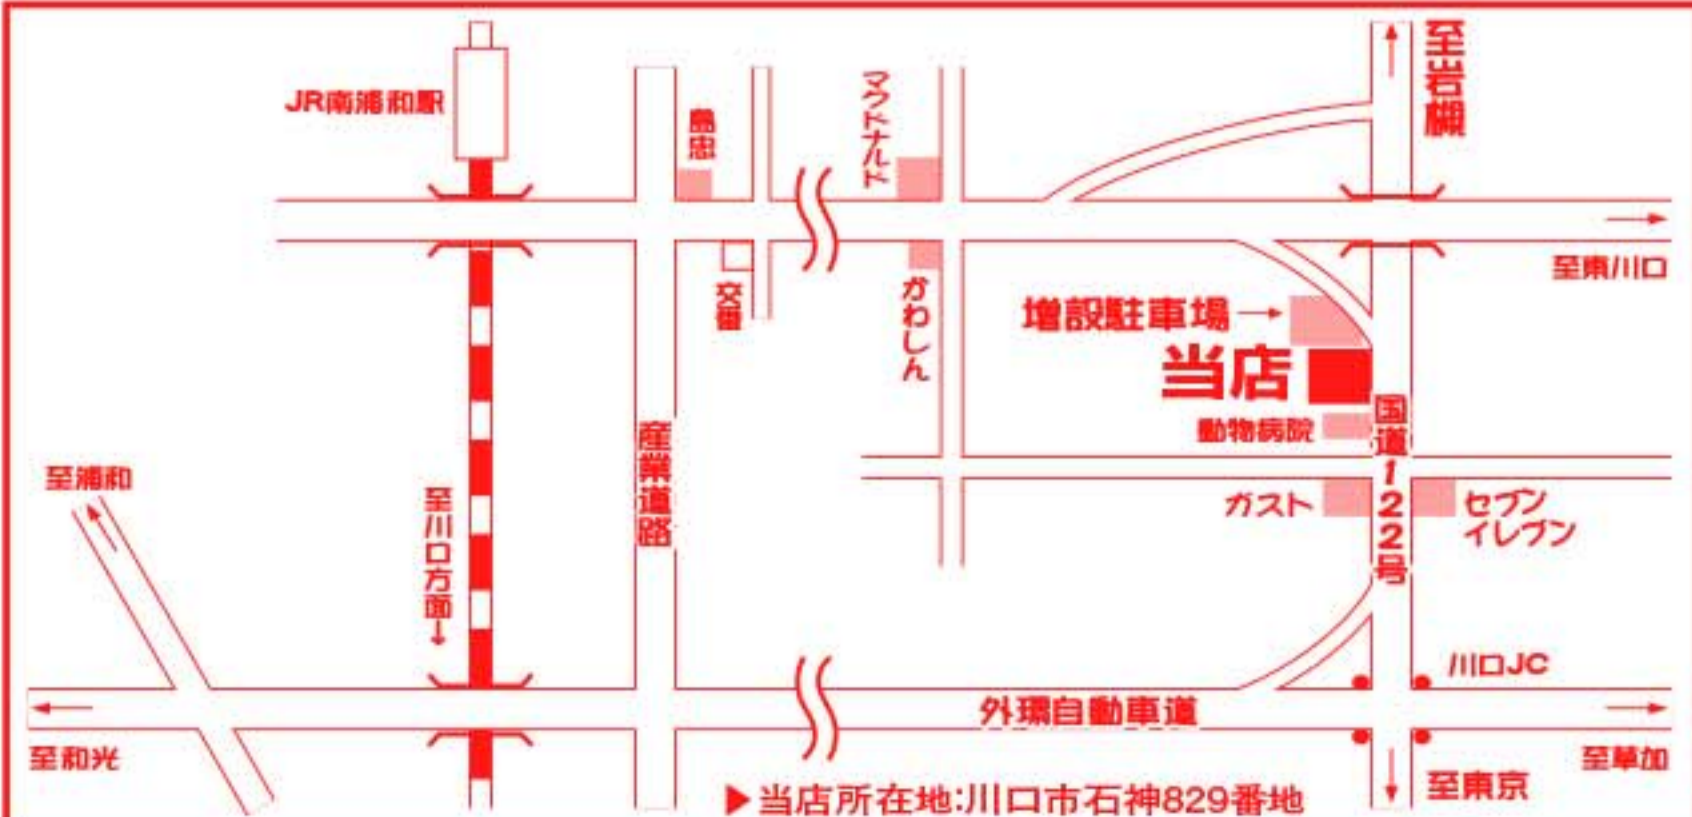 至岩槻
JR南浦和駅
島忠
マクドナルド
至東川口
交番
かわしん
増設駐車場→
当店
動物病院
国道122号
産業道路
至浦和
至川口方面↓
ガスト
セブン
イレブン
川口JC
外環自動車道
至和光
至草加
至東京
▶当店所在地:川口市石神829番地